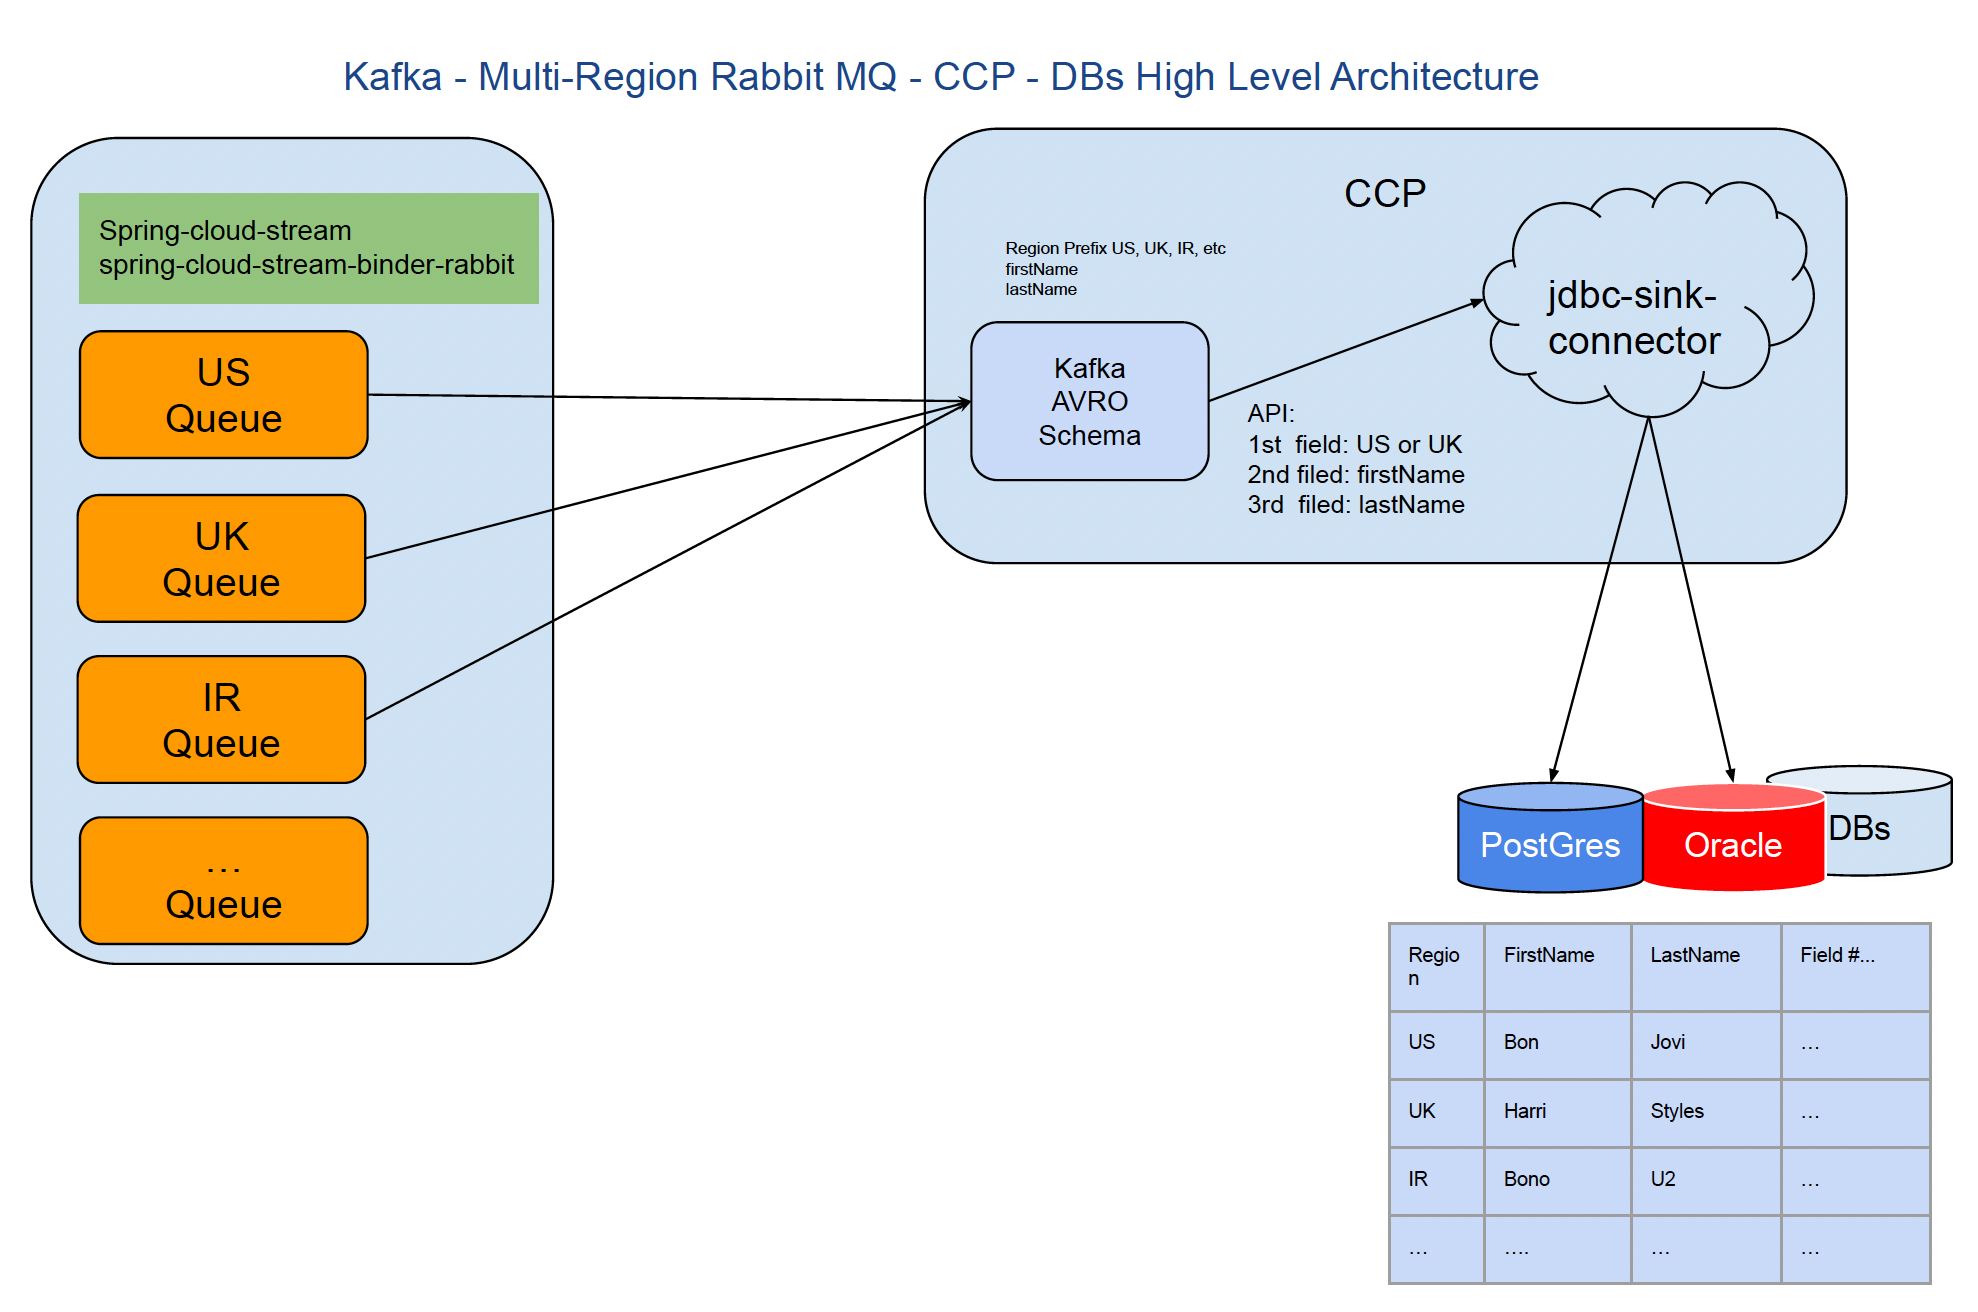 Kafka - Multi-Region Rabbit MQ - CCP - DBs High Level Architecture
Spring-cloud-stream
spring-cloud-stream-binder-rabbit
US
Queue
UK
Queue
IR
Queue
...
Queue
CCP
Region Prefix US, UK, IR, etc
firstName
lastName
Kafka
AVRO
Schema
API:
1st  field: US or UK
2nd filed: firstName
3rd  filed: lastName
jdbc-sink-
connector
PostGres
Oracle
DBs
Regio
n
FirstName LastName Field #...
US Bon Jovi ...
UK Harri Styles ...
IR Bono U2 ...
... .... ... ...